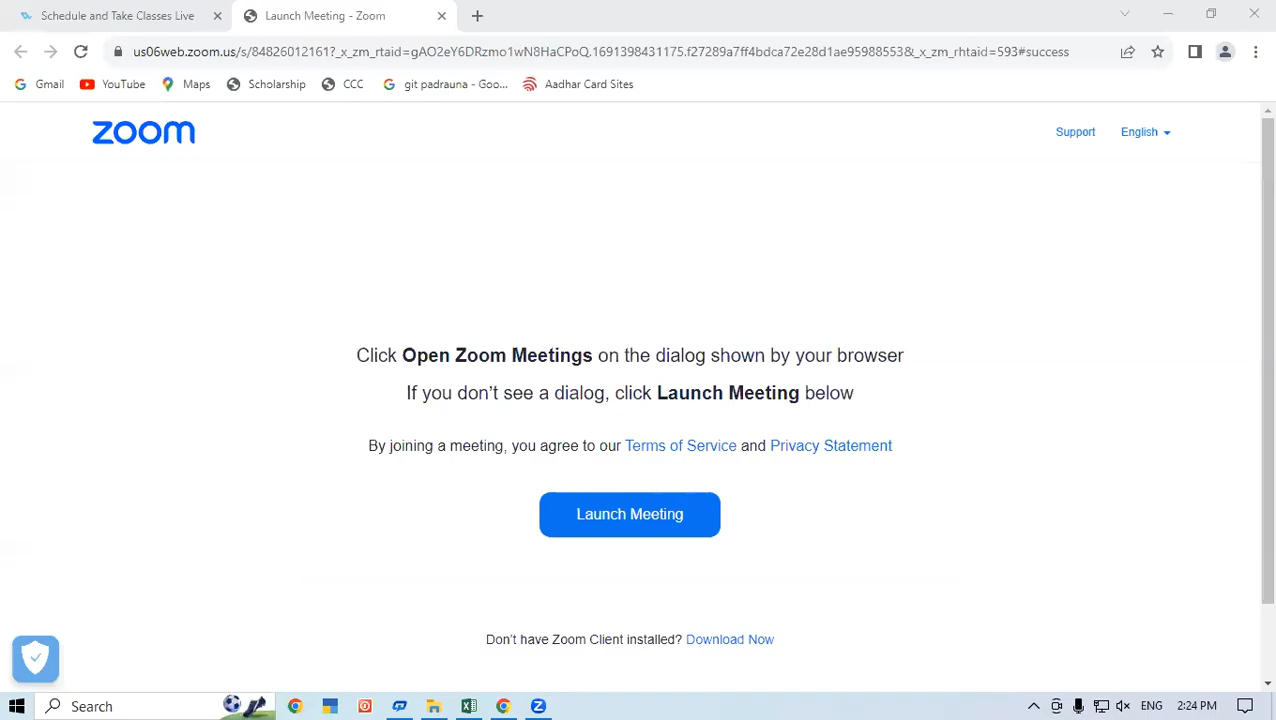 Schedule and Take Classes Live
Launch Meeting - Zoom
us06web.zoom.us/s/84826012161?_x_zm_rtaid=gAO2eY6DRzmo1wN8HaCPoQ.1691398431175.f27289a7ff4bdca72e28d1ae95988553&_x_zm_rhtaid=593#success
Gmail YouTube Maps Scholarship CCC git padrauna - Goo... Aadhar Card Sites
zoom
Support English
Click Open Zoom Meetings on the dialog shown by your browser
If you don't see a dialog, click Launch Meeting below
By joining a meeting, you agree to our Terms of Service and Privacy Statement
Launch Meeting
Don't have Zoom Client installed? Download Now
Search
ENG 2:24 PM